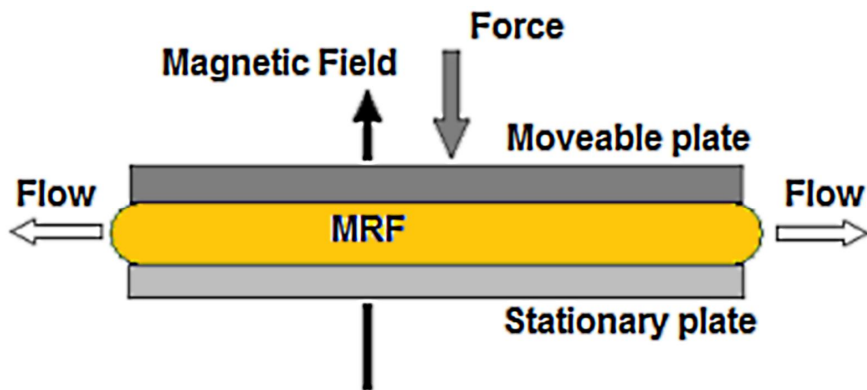 Force
Magnetic Field
Moveable plate
Flow
Flow
MRF
Stationary plate